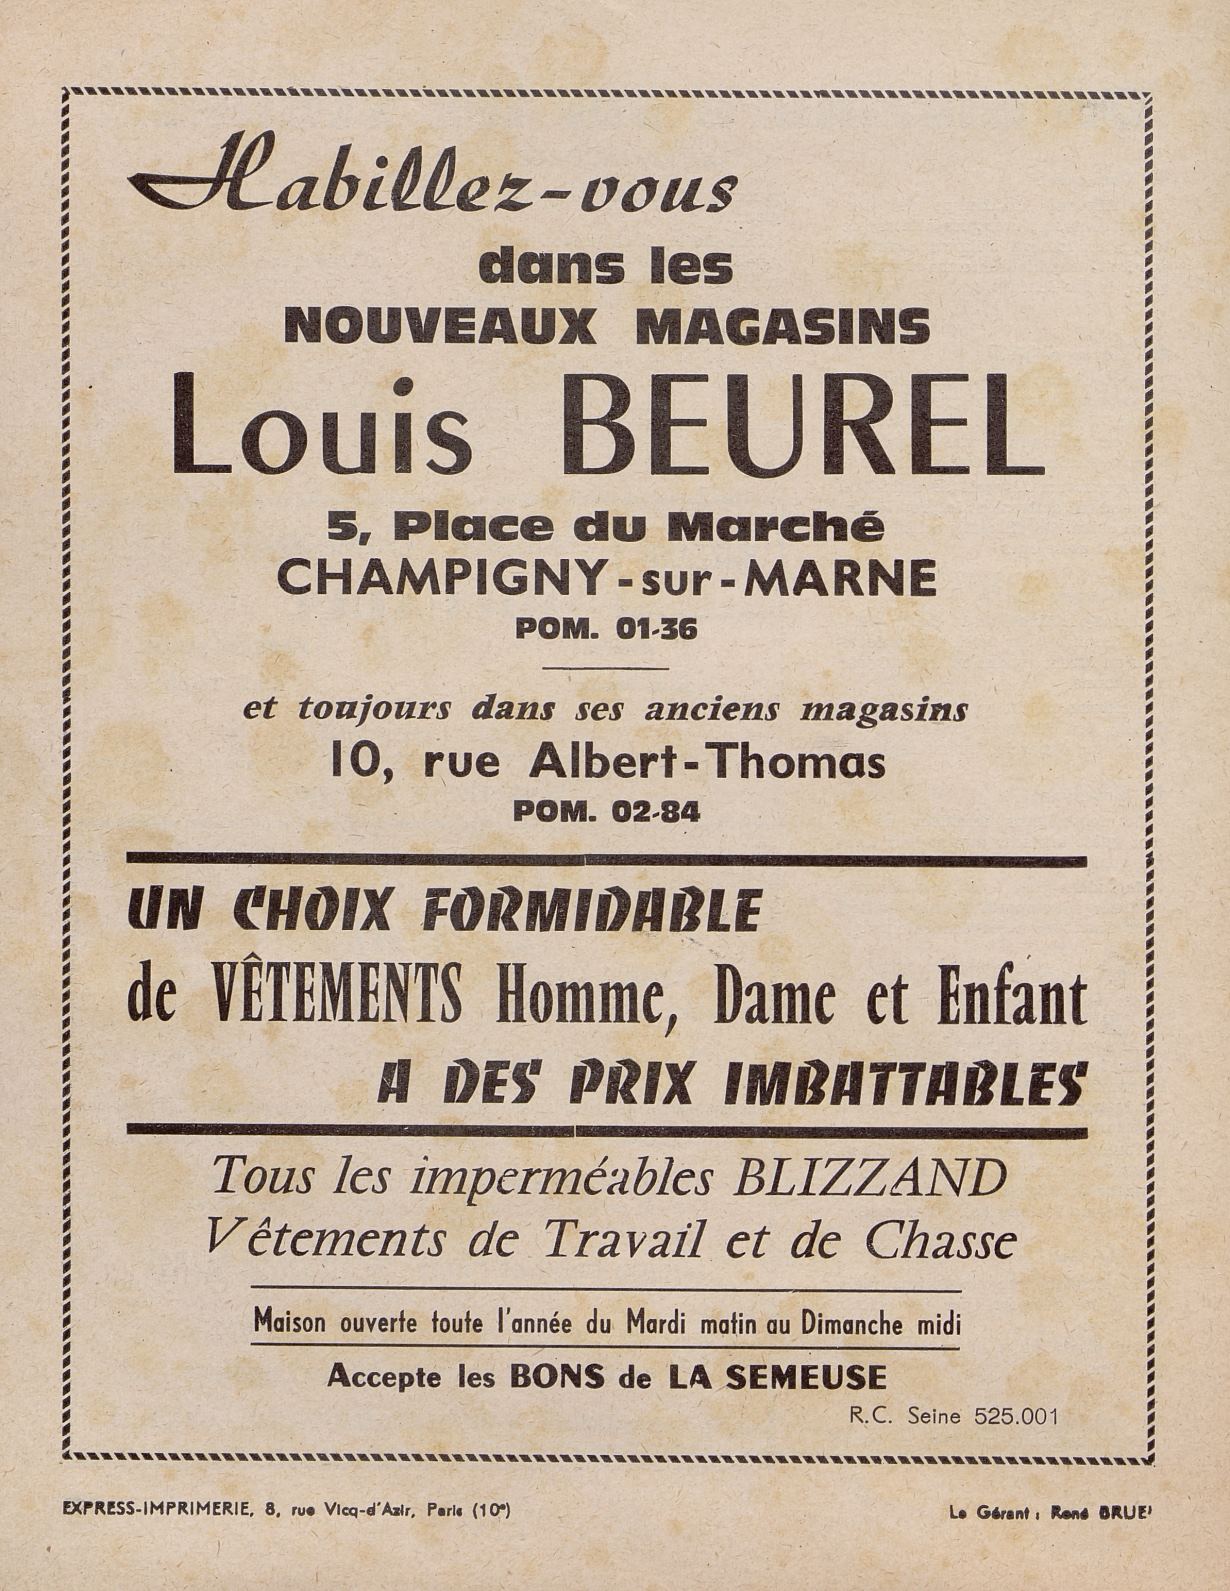 Habillez-vous
dans les
NOUVEAUX MAGASINS
Louis BEUREL
5, Place du Marché
CHAMPIGNY-sur-MARNE
POM. 01-36
et toujours dans ses anciens magasins
10, rue Albert-Thomas
POM. 02-84
UN CHOIX FORMIDABLE
de VÊTEMENTS Homme, Dame et Enfant
A DES PRIX IMBATTABLES
Tous les imperméables BLIZZAND
Vêtements de Travail et de Chasse
Maison ouverte toute l'année du Mardi matin au Dimanche midi
Accepte les BONS de LA SEMEUSE
R.C. Seine 525.001
EXPRESS-IMPRIMERIE, 8, rue Vicq-d'Azir, Paris (10e)
Le Gérant : René